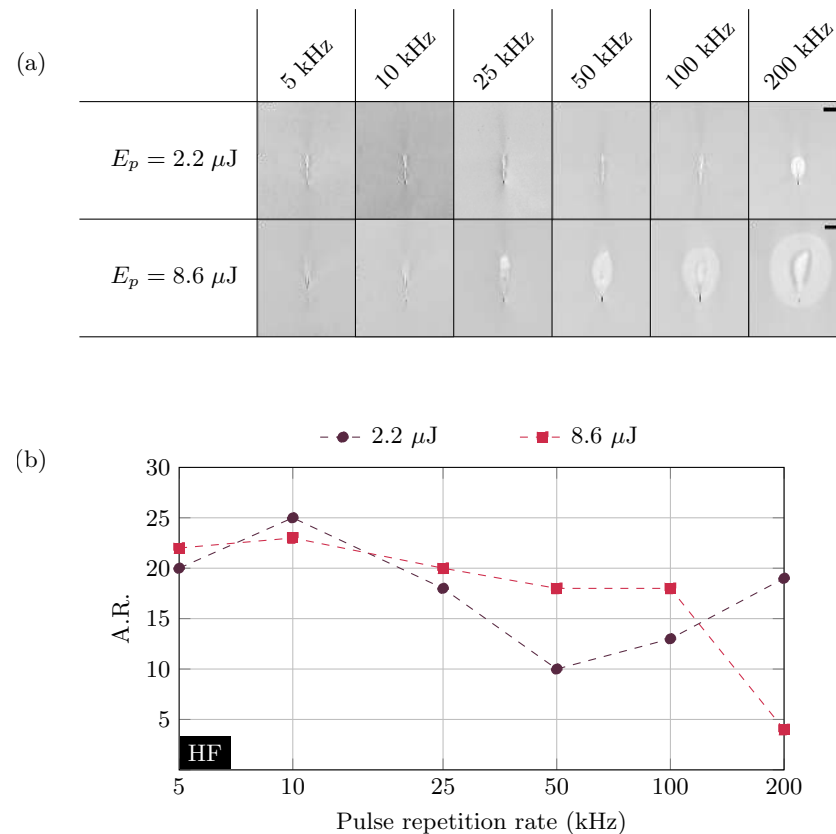 (a)
5 kHz 10 kHz 25 kHz 50 kHz 100 kHz 200 kHz
E_p = 2.2 μJ
E_p = 8.6 μJ
(b)
2.2 μJ 8.6 μJ
30
25
20
15
10
5
A.R.
HF
5 10 25 50 100 200
Pulse repetition rate (kHz)